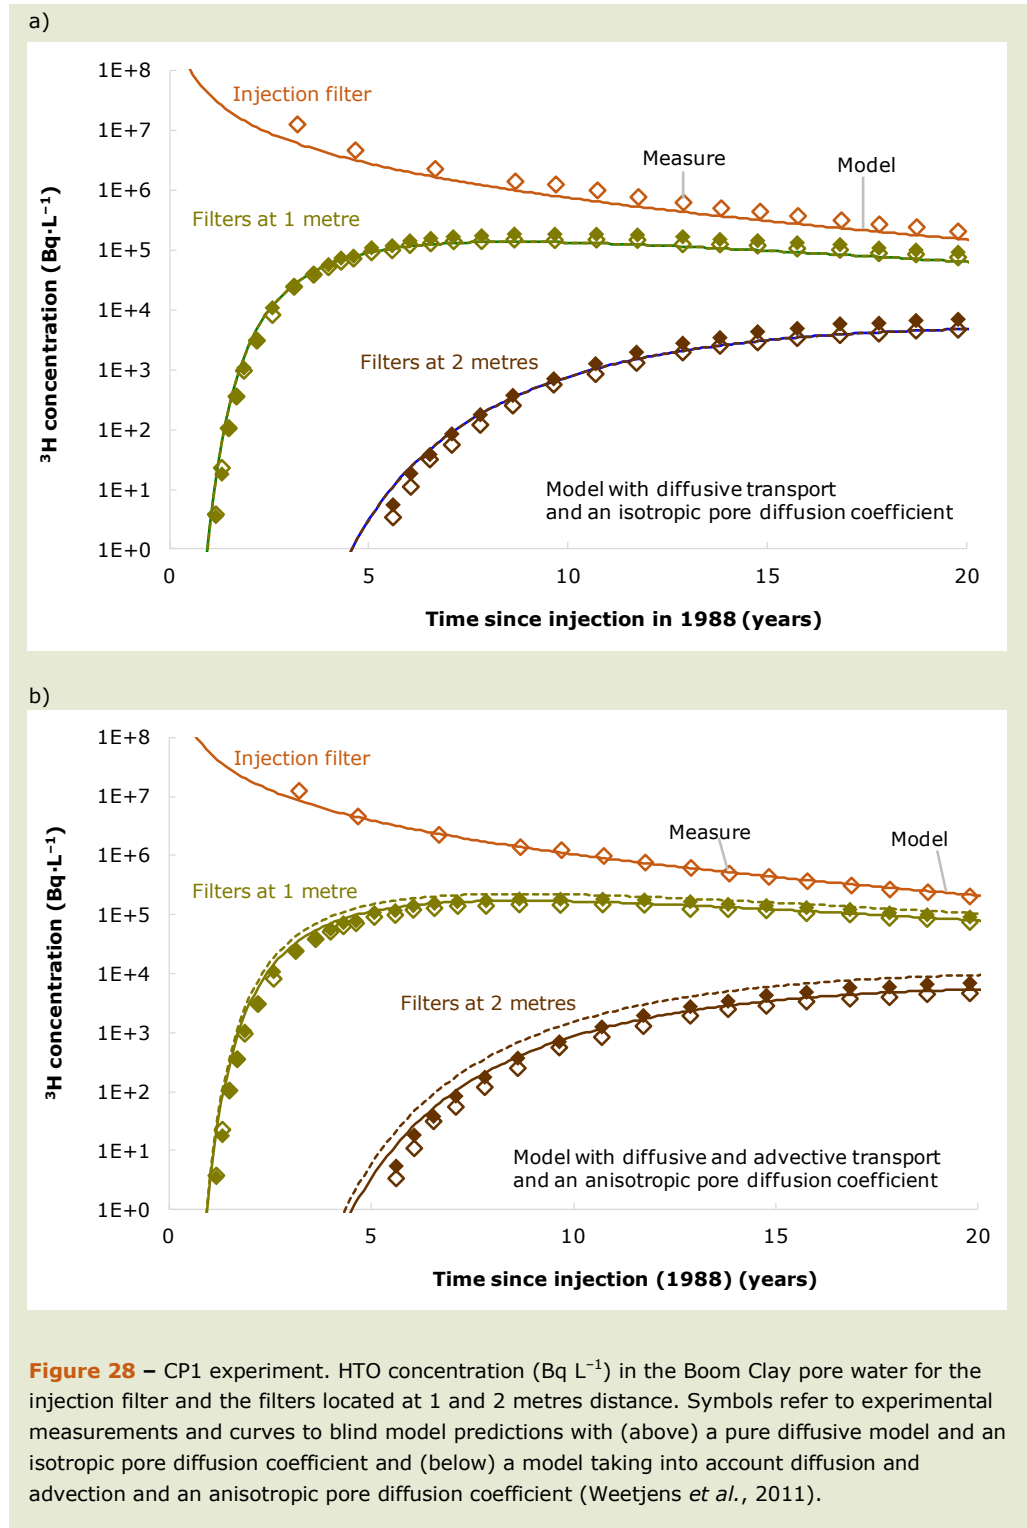 a)
1E+8
1E+7
1E+6
1E+5
1E+4
1E+3
1E+2
1E+1
1E+0
³H concentration (Bq·L⁻¹)
Injection filter
Measure
Model
Filters at 1 metre
Filters at 2 metres
Model with diffusive transport
and an isotropic pore diffusion coefficient
0 5 10 15 20
Time since injection in 1988 (years)
b)
1E+8
1E+7
1E+6
1E+5
1E+4
1E+3
1E+2
1E+1
1E+0
³H concentration (Bq·L⁻¹)
Injection filter
Measure
Model
Filters at 1 metre
Filters at 2 metres
Model with diffusive and advective transport
and an anisotropic pore diffusion coefficient
0 5 10 15 20
Time since injection (1988) (years)
Figure 28 – CP1 experiment. HTO concentration (Bq L⁻¹) in the Boom Clay pore water for the
injection filter and the filters located at 1 and 2 metres distance. Symbols refer to experimental
measurements and curves to blind model predictions with (above) a pure diffusive model and an
isotropic pore diffusion coefficient and (below) a model taking into account diffusion and
advection and an anisotropic pore diffusion coefficient (Weetjens et al., 2011).